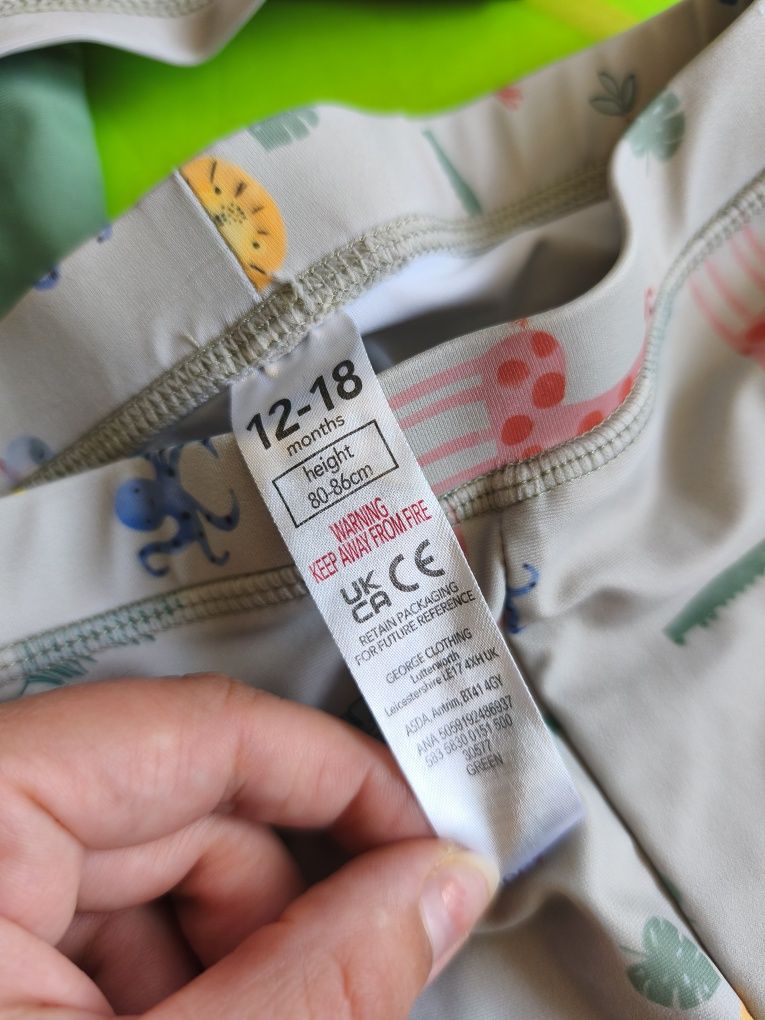 12-18
months
height
80-86cm
WARNING
KEEP AWAY FROM FIRE
UK
CA CE
RETAIN PACKAGING
FOR FUTURE REFERENCE
GEORGE CLOTHING
Lutterworth
Leicestershire LE17 4XH UK
ASDA, Antrim, BT41 4GY
ANA 5059192486937
583 5830 0151 500
30577
GREEN